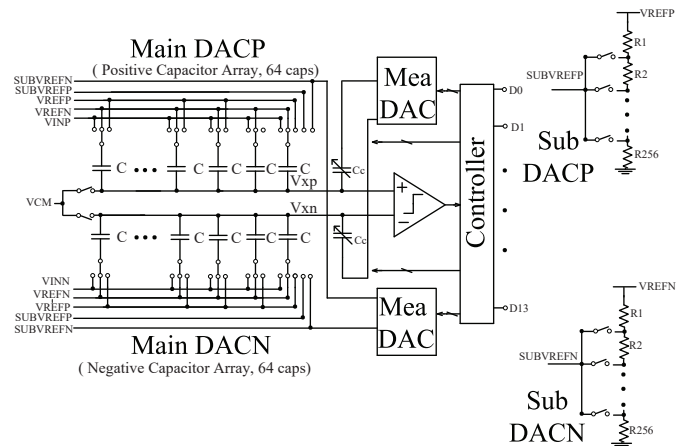 Main DACP
( Positive Capacitor Array, 64 caps)
SUBVREFN
SUBVREFP
VREFP
VREFN
VINP
C
C
C
C
C
Vxp
VCM
Vxn
C
C
C
C
C
VINN
VREFN
VREFP
SUBVREFP
SUBVREFN
Main DACN
( Negative Capacitor Array, 64 caps)
Mea
DAC
Cc
Cc
Mea
DAC
Controller
D0
D1
D13
VREFP
R1
R2
SUBVREFP
R256
Sub
DACP
VREFN
R1
R2
SUBVREFN
R256
Sub
DACN